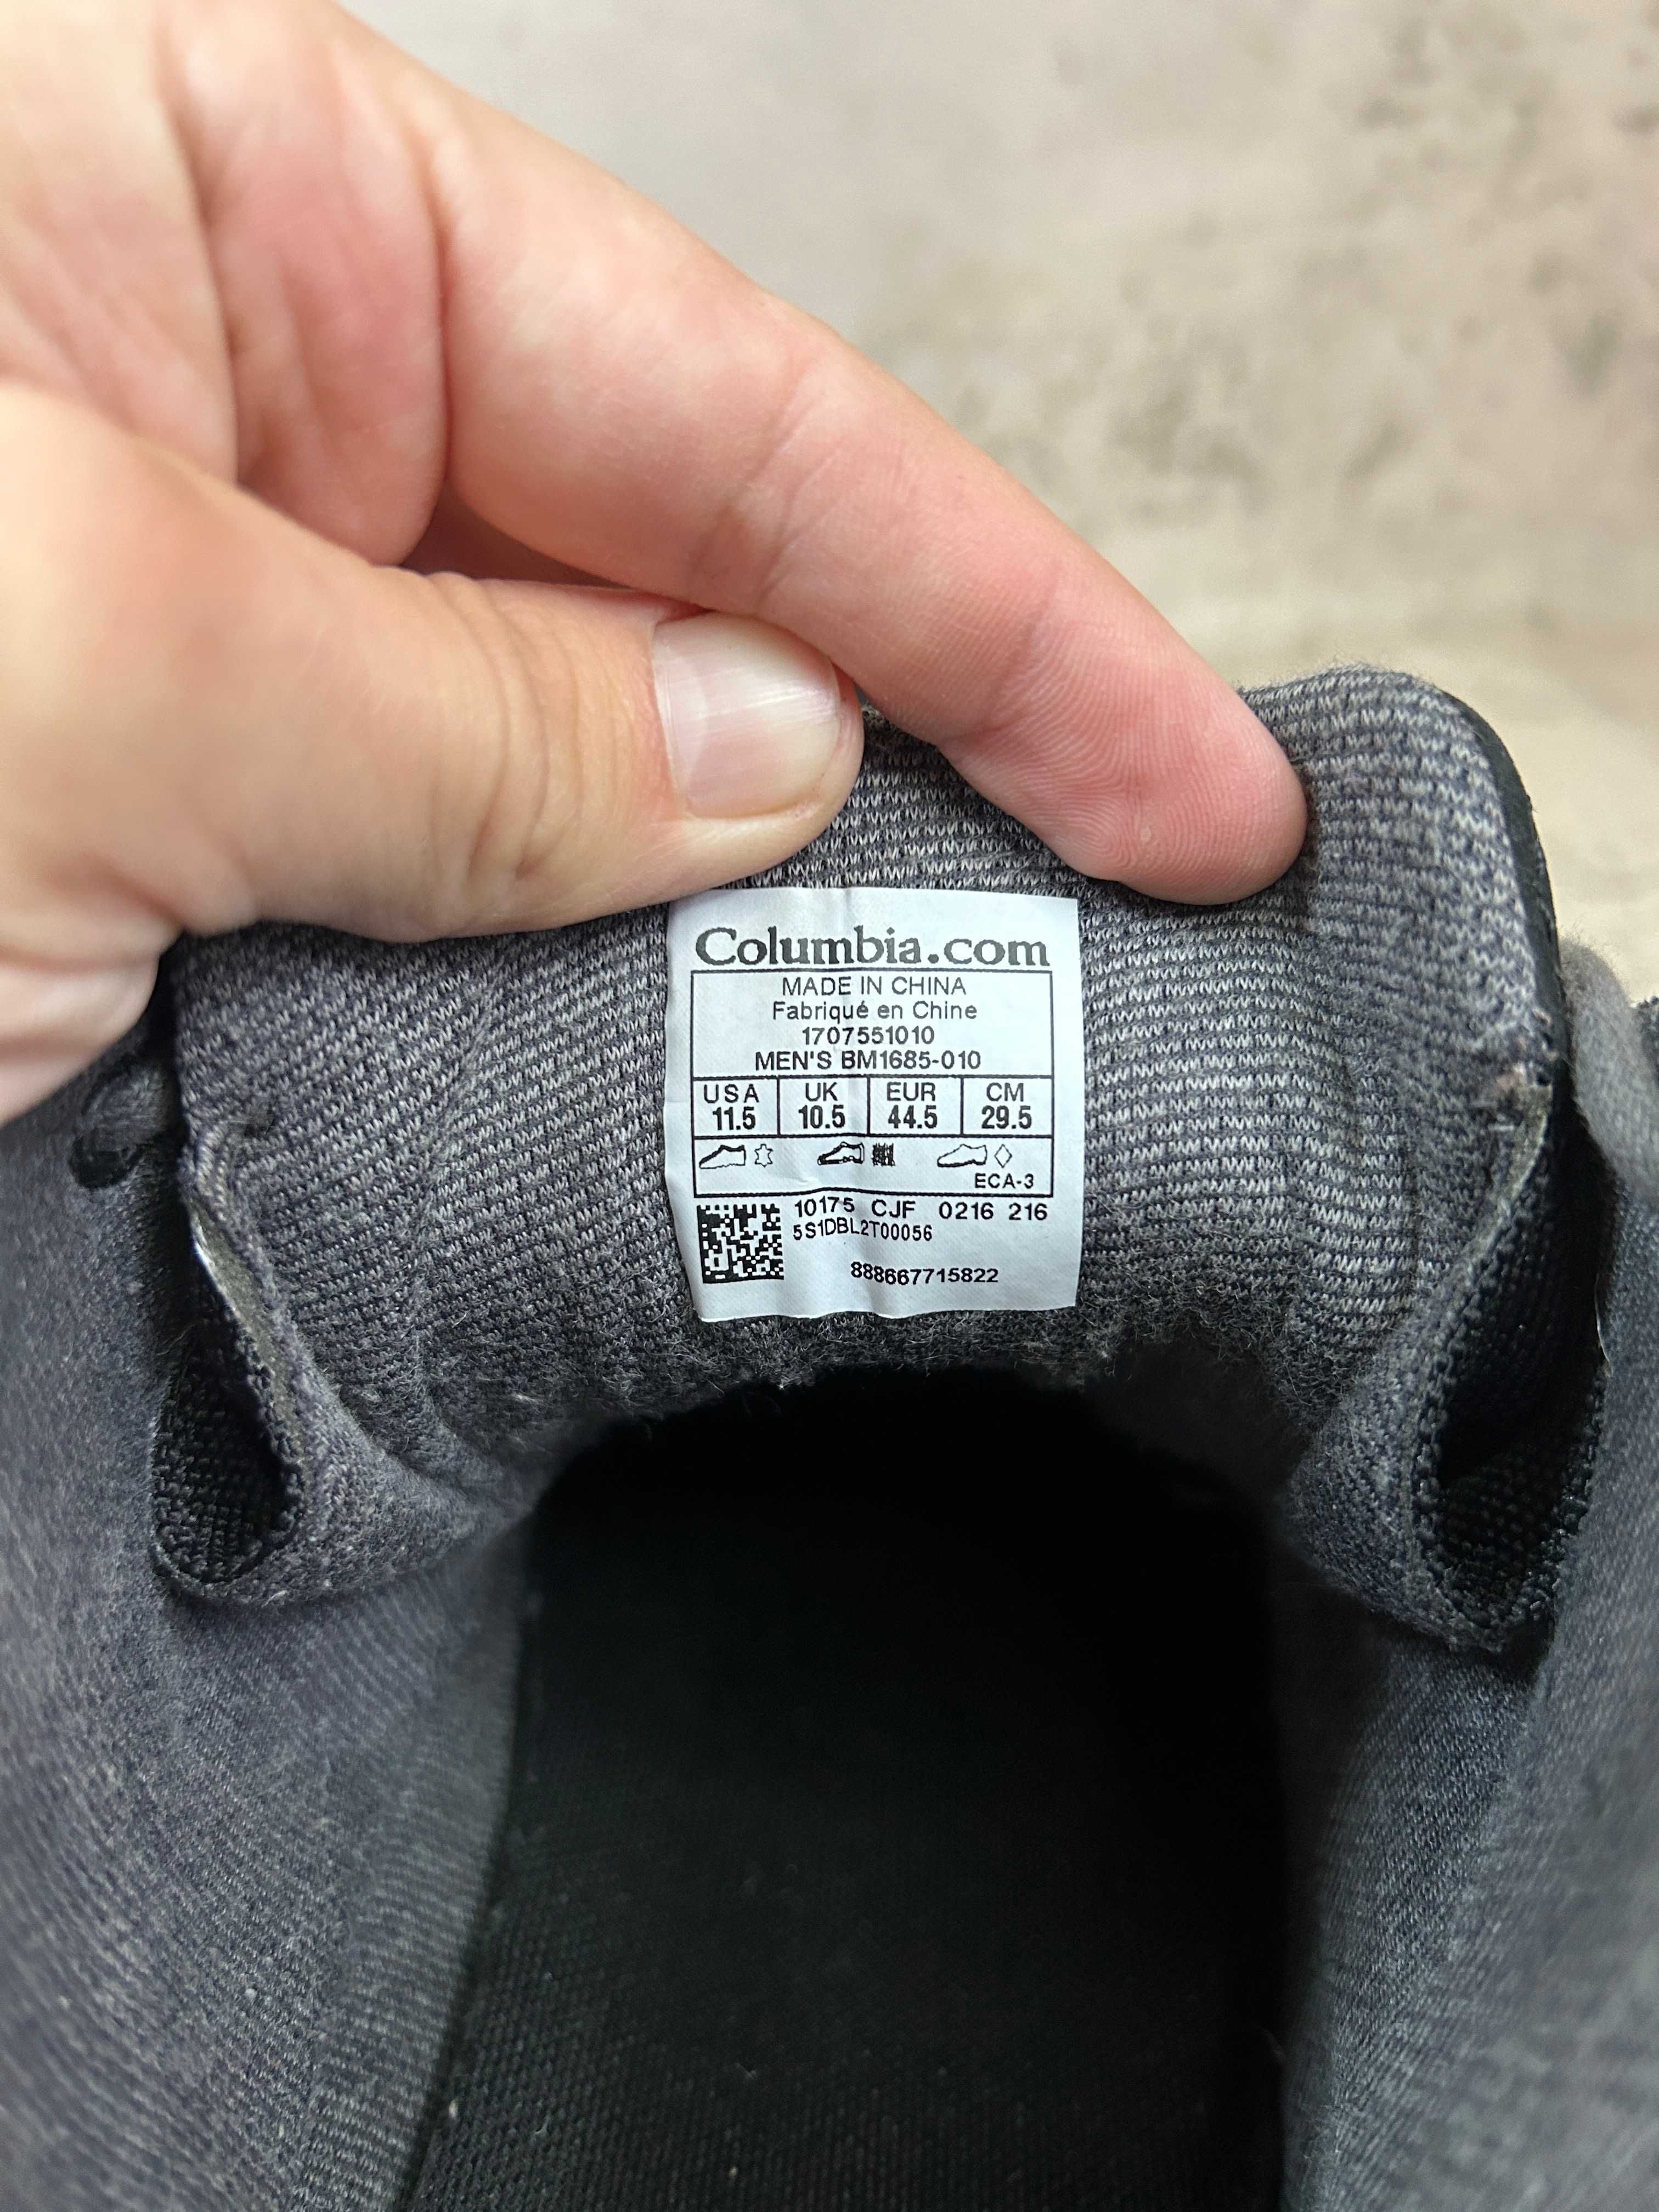 Columbia.com
MADE IN CHINA
Fabriqué en Chine
1707551010
MEN'S BM1685-010
USA UK EUR CM
11.5 10.5 44.5 29.5
ECA-3
10175 CJF 0216 216
5S1DBL2T00056
888667715822